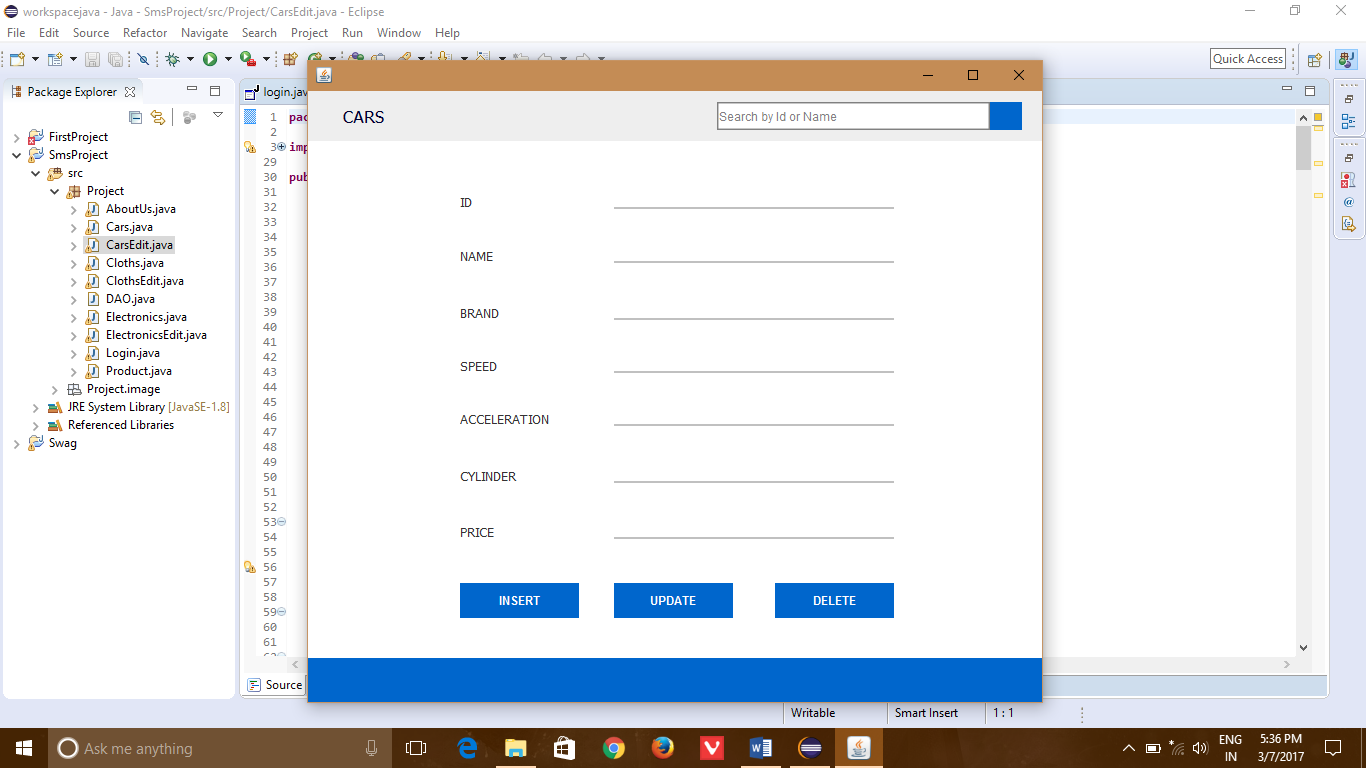 workspacejava - Java - SmsProject/src/Project/CarsEdit.java - Eclipse
File Edit Source Refactor Navigate Search Project Run Window Help
Quick Access
Package Explorer
FirstProject
SmsProject
src
Project
AboutUs.java
Cars.java
CarsEdit.java
Cloths.java
ClothsEdit.java
DAO.java
Electronics.java
ElectronicsEdit.java
Login.java
Product.java
Project.image
JRE System Library [JavaSE-1.8]
Referenced Libraries
Swag
login.jav
1 pac
2
3 imp
29
30 pub
31
32
33
34
35
36
37
38
39
40
41
42
43
44
45
46
47
48
49
50
51
52
53
54
55
56
57
58
59
60
61
62
Source
CARS
Search by Id or Name
ID
NAME
BRAND
SPEED
ACCELERATION
CYLINDER
PRICE
INSERT UPDATE DELETE
Writable Smart Insert 1 : 1
Ask me anything
ENG
IN
5:36 PM
3/7/2017